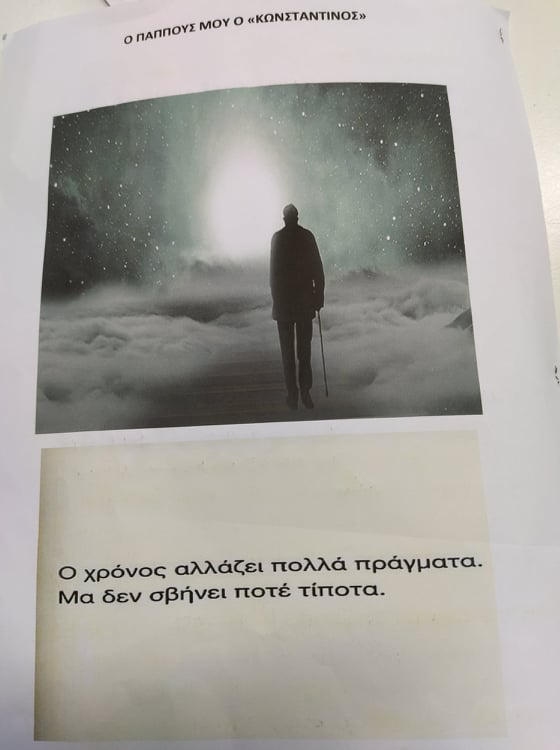 Ο ΠΑΠΠΟΥΣ ΜΟΥ Ο «ΚΩΝΣΤΑΝΤΙΝΟΣ»
Ο χρόνος αλλάζει πολλά πράγματα.
Μα δεν σβήνει ποτέ τίποτα.